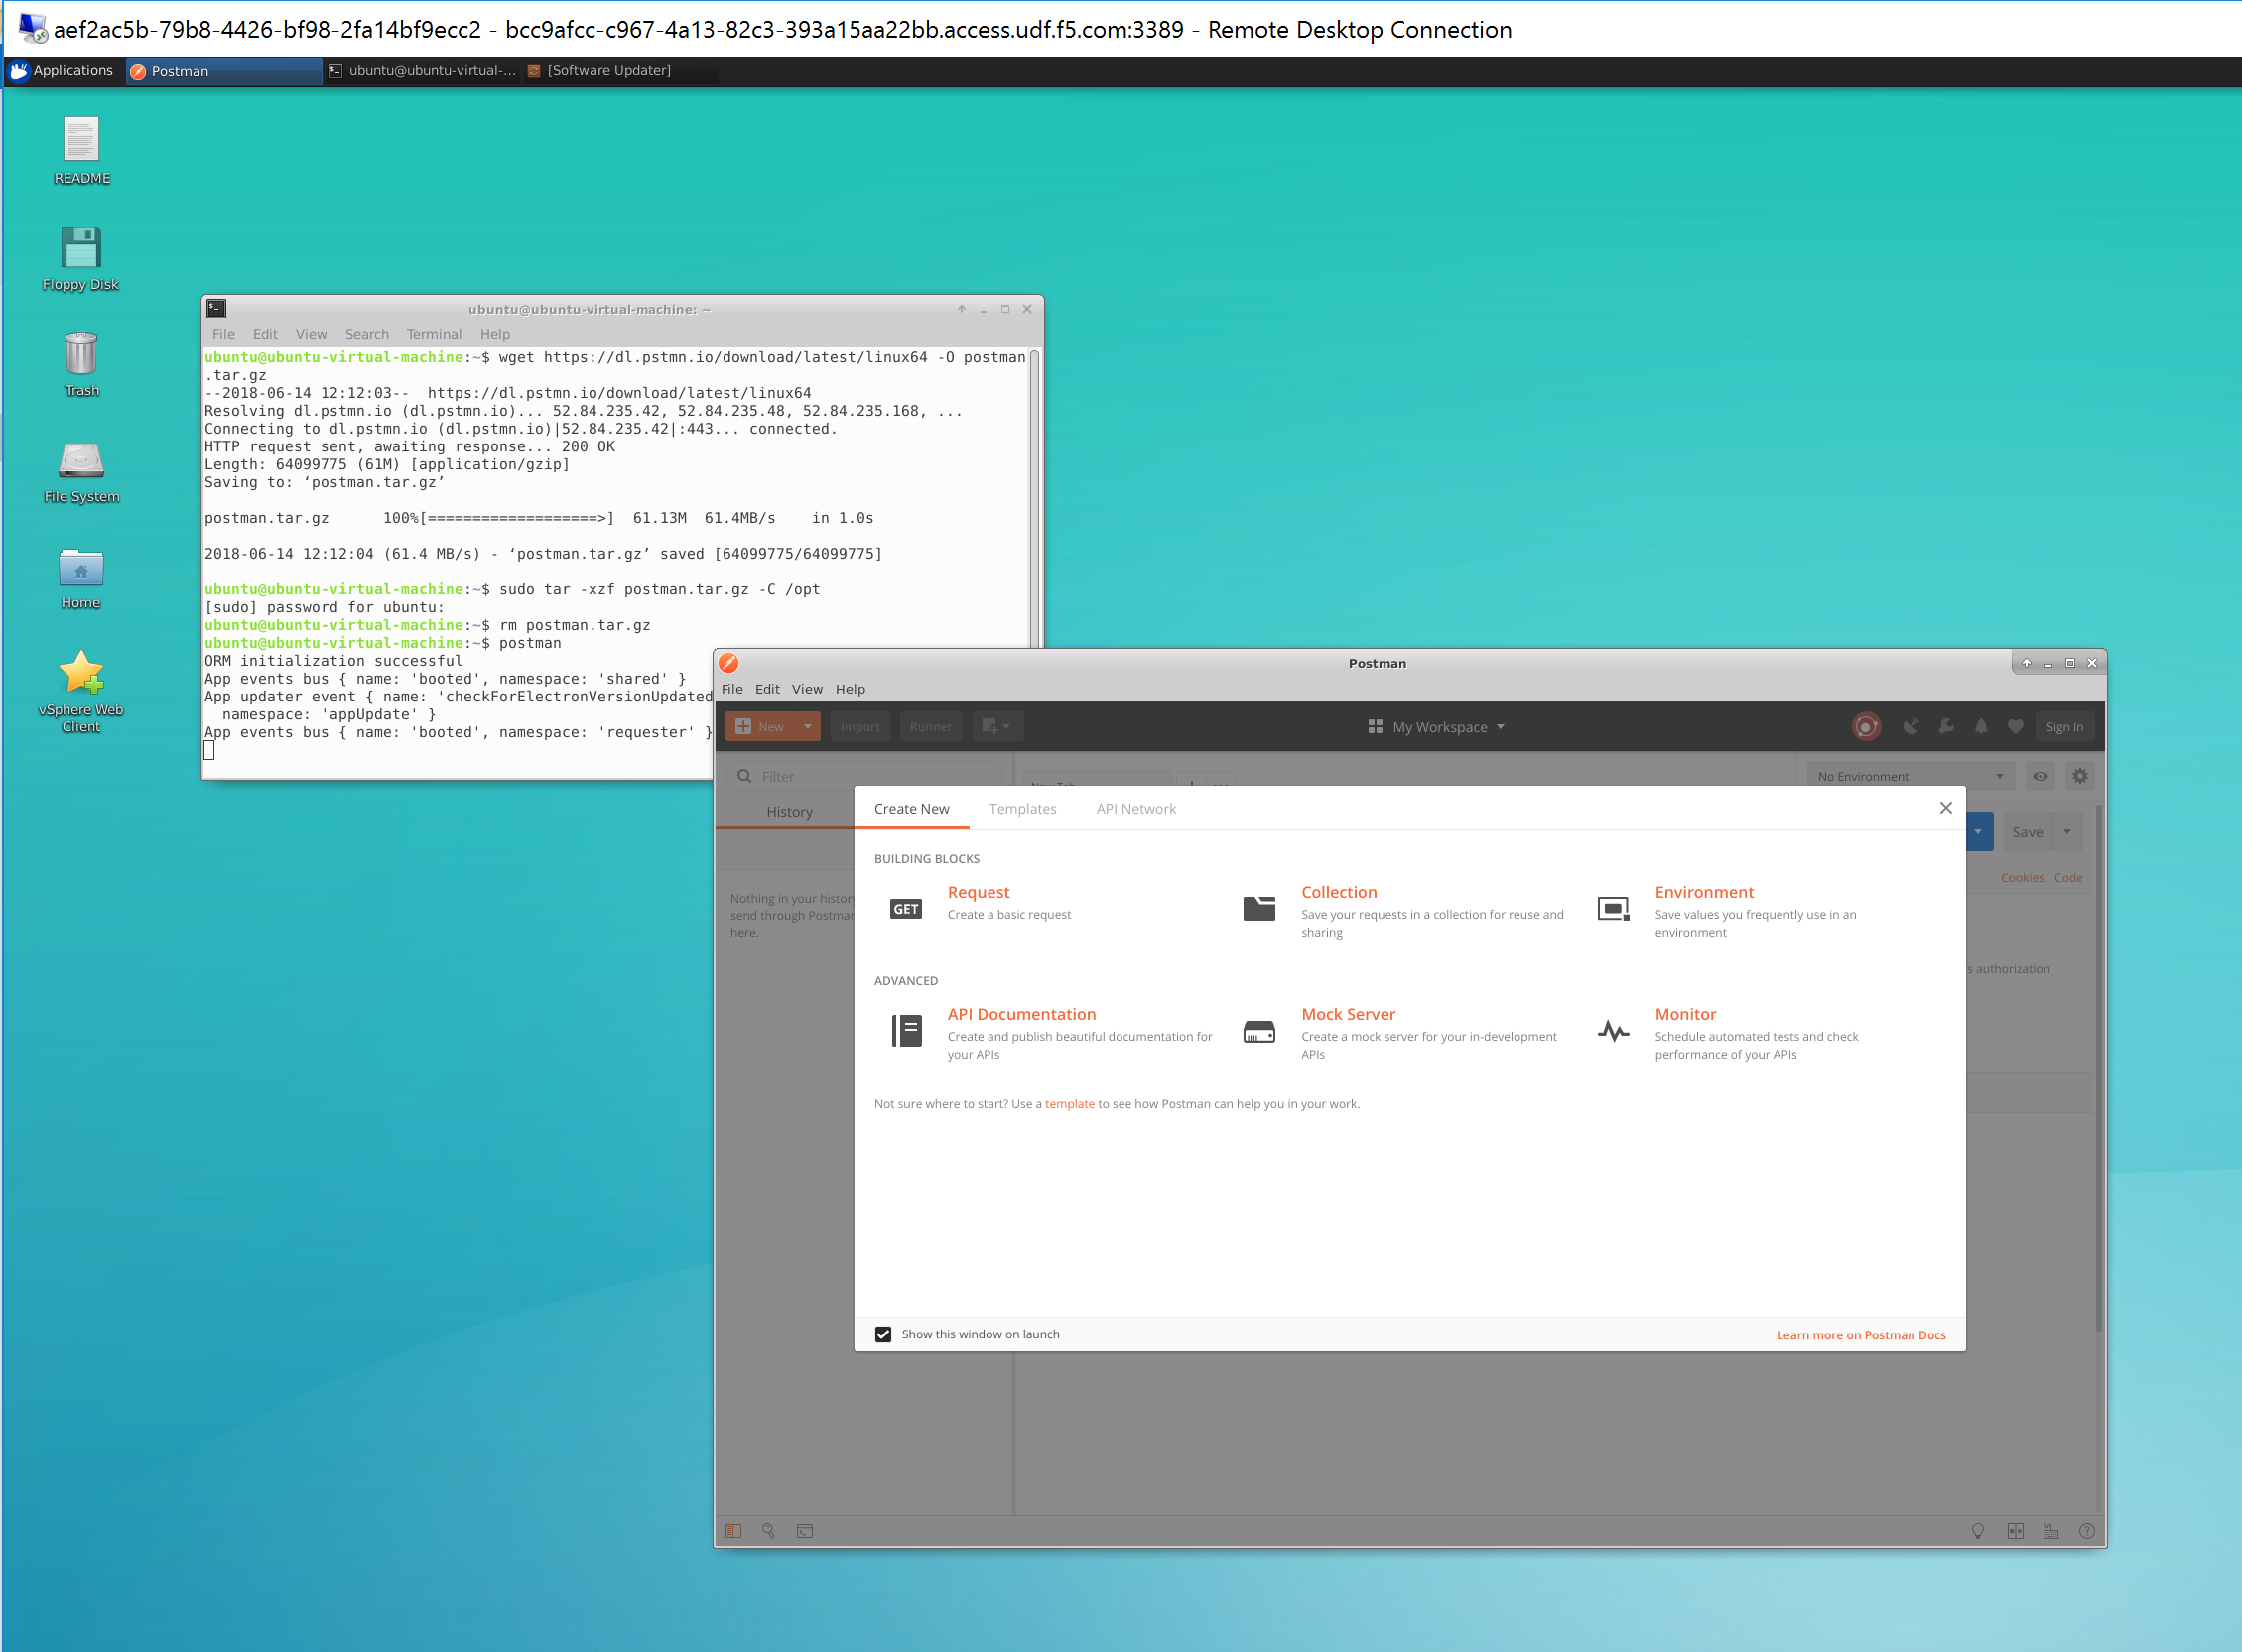 aef2ac5b-79b8-4426-bf98-2fa14bf9ecc2 - bcc9afcc-c967-4a13-82c3-393a15aa22bb.access.udf.f5.com:3389 - Remote Desktop Connection
Applications Postman ubuntu@ubuntu-virtual-... [Software Updater]
README
Floppy Disk
Trash
File System
Home
vSphere Web
Client
ubuntu@ubuntu-virtual-machine: ~
File Edit View Search Terminal Help
ubuntu@ubuntu-virtual-machine:~$ wget https://dl.pstmn.io/download/latest/linux64 -O postman
.tar.gz
--2018-06-14 12:12:03-- https://dl.pstmn.io/download/latest/linux64
Resolving dl.pstmn.io (dl.pstmn.io)... 52.84.235.42, 52.84.235.48, 52.84.235.168, ...
Connecting to dl.pstmn.io (dl.pstmn.io)|52.84.235.42|:443... connected.
HTTP request sent, awaiting response... 200 OK
Length: 64099775 (61M) [application/gzip]
Saving to: ‘postman.tar.gz’
postman.tar.gz 100%[===================>] 61.13M 61.4MB/s in 1.0s
2018-06-14 12:12:04 (61.4 MB/s) - ‘postman.tar.gz’ saved [64099775/64099775]
ubuntu@ubuntu-virtual-machine:~$ sudo tar -xzf postman.tar.gz -C /opt
[sudo] password for ubuntu:
ubuntu@ubuntu-virtual-machine:~$ rm postman.tar.gz
ubuntu@ubuntu-virtual-machine:~$ postman
ORM initialization successful
App events bus { name: 'booted', namespace: 'shared' }
App updater event { name: 'checkForElectronVersionUpdated
namespace: 'appUpdate' }
App events bus { name: 'booted', namespace: 'requester' }
Postman
File Edit View Help
New Import Runner My Workspace Sign In
Filter
New Tab
No Environment
History
Save
Cookies Code
Nothing in your history
send through Postman
here.
s authorization
Create New Templates API Network
BUILDING BLOCKS
GET
Request
Create a basic request
Collection
Save your requests in a collection for reuse and
sharing
Environment
Save values you frequently use in an
environment
ADVANCED
API Documentation
Create and publish beautiful documentation for
your APIs
Mock Server
Create a mock server for your in-development
APIs
Monitor
Schedule automated tests and check
performance of your APIs
Not sure where to start? Use a template to see how Postman can help you in your work.
Show this window on launch
Learn more on Postman Docs